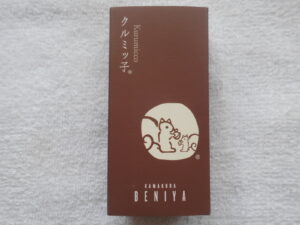 クルミッ子®
Kurumicco
®
KAMAKURA
BENIYA